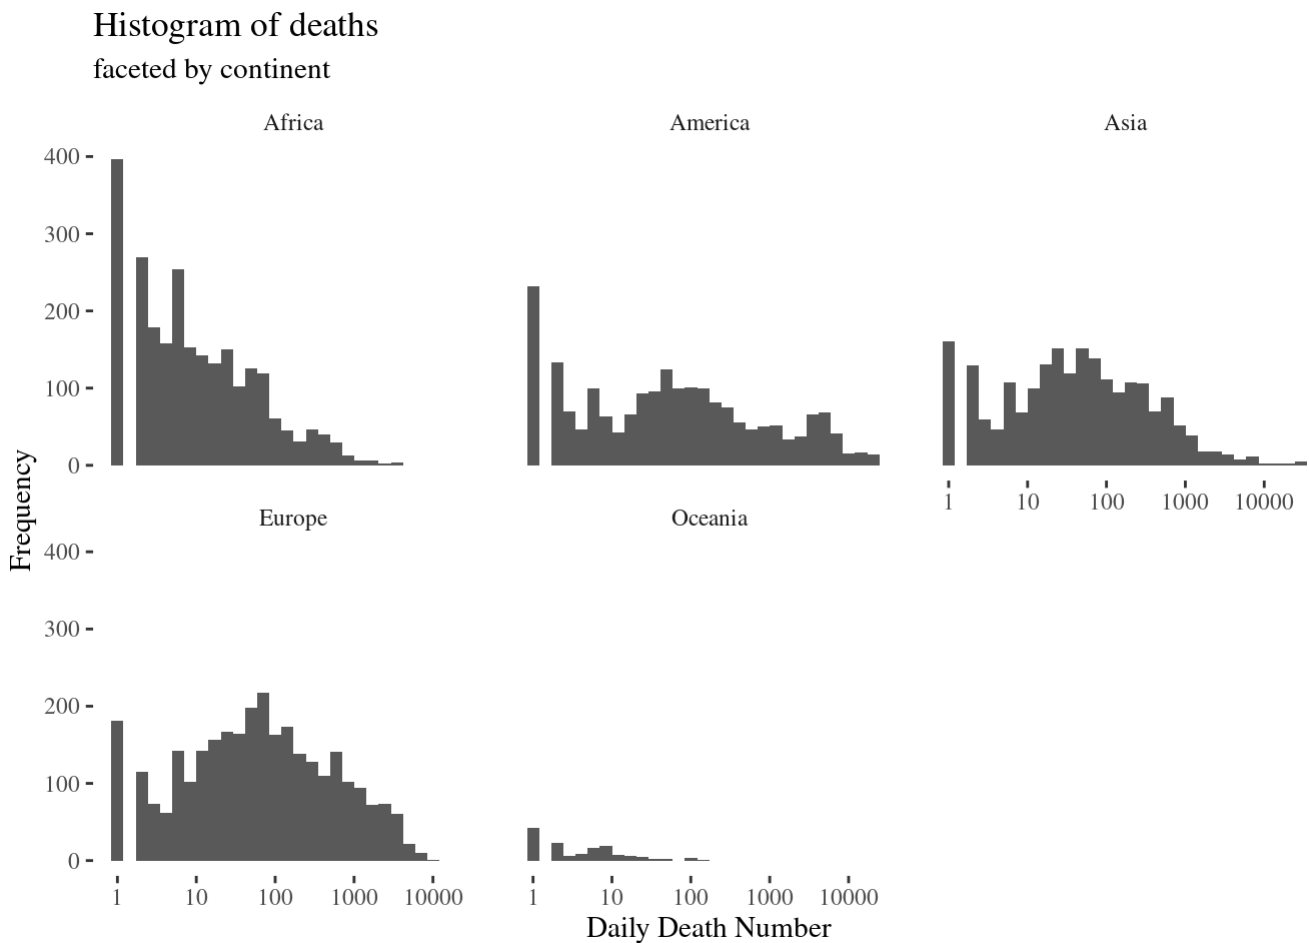 Histogram of deaths
faceted by continent
Africa
America
Asia
400
300
200
100
0
1
10
100
1000
10000
Frequency
Europe
Oceania
400
300
200
100
0
1
10
100
1000
10000
1
10
100
1000
10000
Daily Death Number